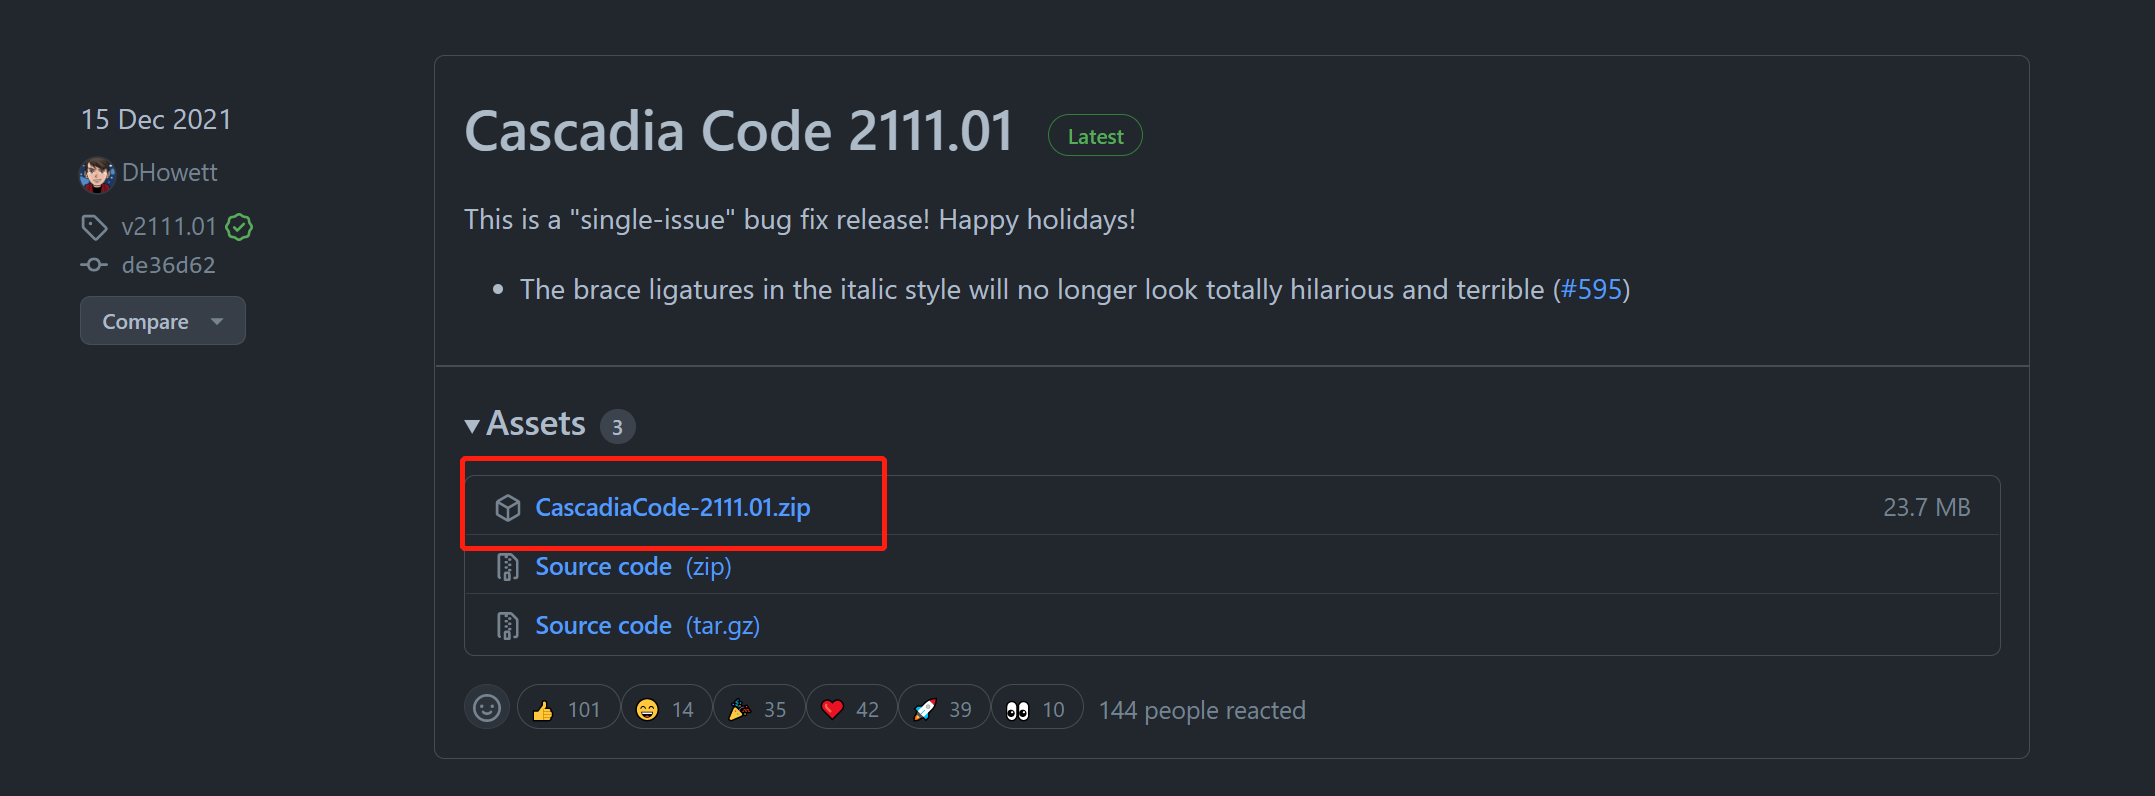 15 Dec 2021
DHowett
v2111.01
de36d62
Compare
Cascadia Code 2111.01 Latest
This is a "single-issue" bug fix release! Happy holidays!
• The brace ligatures in the italic style will no longer look totally hilarious and terrible (#595)
Assets 3
CascadiaCode-2111.01.zip 23.7 MB
Source code (zip)
Source code (tar.gz)
101 14 35 42 39 10 144 people reacted